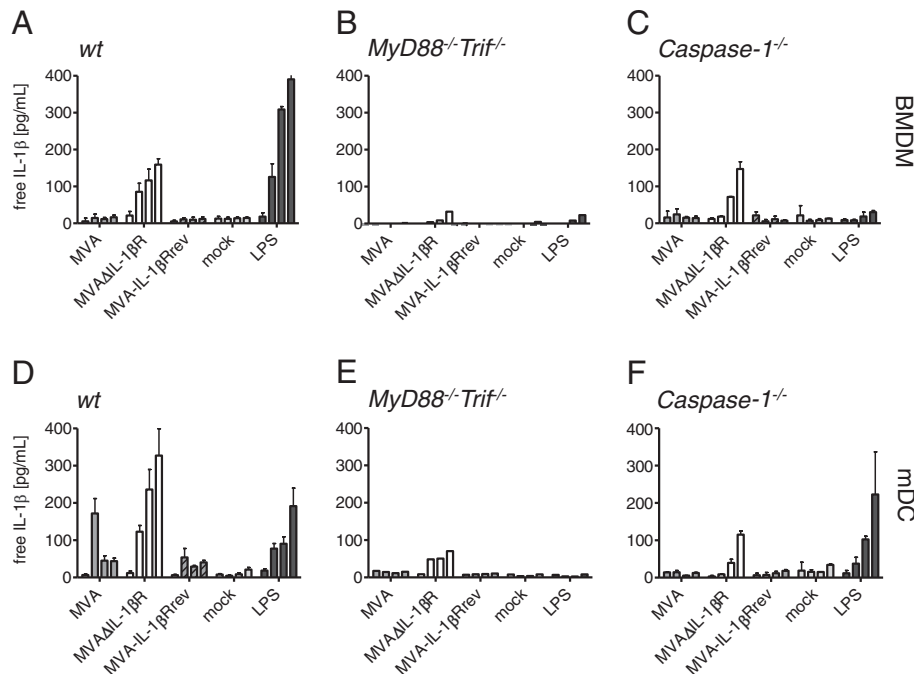 A
wt
free IL-1β [pg/mL]
400
300
200
100
0
MVA
MVAΔIL-1βR
MVA-IL-1βRrev
mock
LPS
B
MyD88-/-Trif-/-
400
300
200
100
0
MVA
MVAΔIL-1βR
MVA-IL-1βRrev
mock
LPS
C
Caspase-1-/-
400
300
200
100
0
MVA
MVAΔIL-1βR
MVA-IL-1βRrev
mock
LPS
BMDM
D
wt
free IL-1β [pg/mL]
400
300
200
100
0
MVA
MVAΔIL-1βR
MVA-IL-1βRrev
mock
LPS
E
MyD88-/-Trif-/-
400
300
200
100
0
MVA
MVAΔIL-1βR
MVA-IL-1βRrev
mock
LPS
F
Caspase-1-/-
400
300
200
100
0
MVA
MVAΔIL-1βR
MVA-IL-1βRrev
mock
LPS
mDC